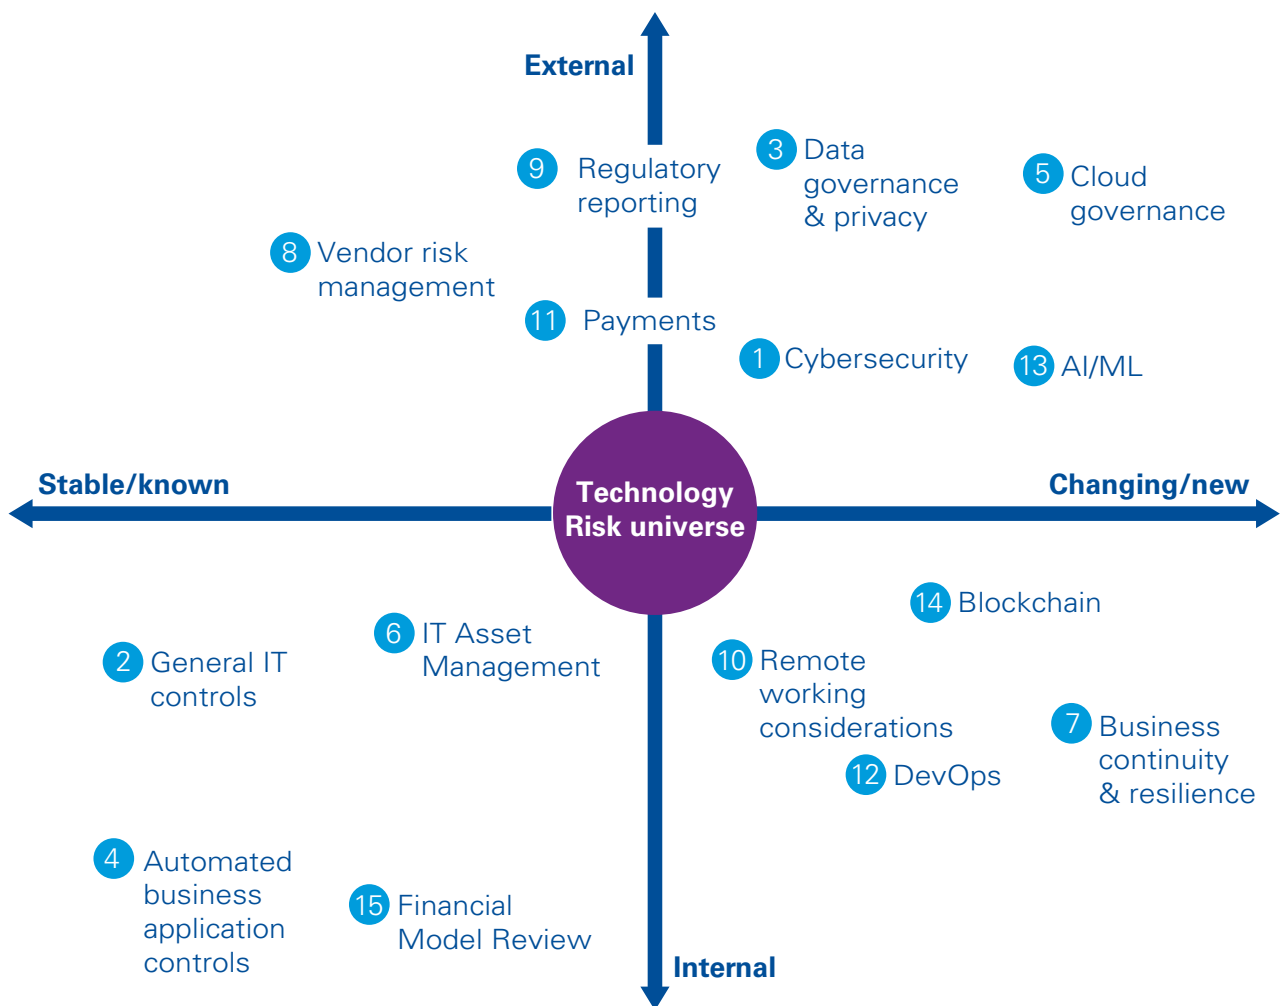 External
9 Regulatory
reporting
3 Data
governance
& privacy
5 Cloud
governance
8 Vendor risk
management
11 Payments
1 Cybersecurity
13 AI/ML
Stable/known
Changing/new
Technology
Risk universe
14 Blockchain
6 IT Asset
Management
2 General IT
controls
10 Remote
working
considerations
7 Business
continuity
& resilience
12 DevOps
4 Automated
business
application
controls
15 Financial
Model Review
Internal